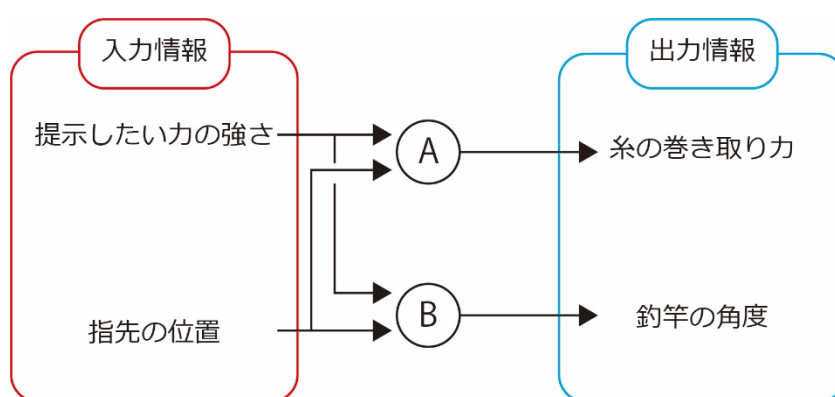 入力情報
出力情報
提示したい力の強さ
A
糸の巻き取り力
指先の位置
B
釣竿の角度